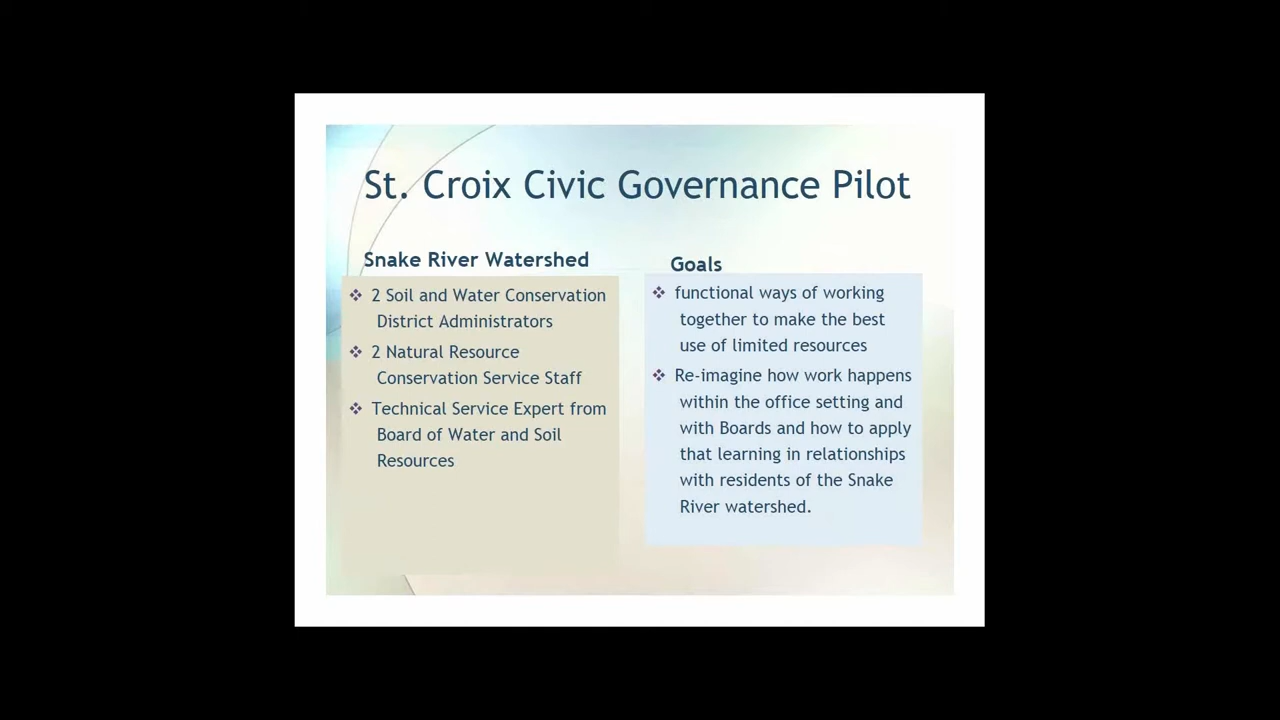 St. Croix Civic Governance Pilot
Snake River Watershed
❖ 2 Soil and Water Conservation
District Administrators
❖ 2 Natural Resource
Conservation Service Staff
❖ Technical Service Expert from
Board of Water and Soil
Resources
Goals
❖ functional ways of working
together to make the best
use of limited resources
❖ Re-imagine how work happens
within the office setting and
with Boards and how to apply
that learning in relationships
with residents of the Snake
River watershed.